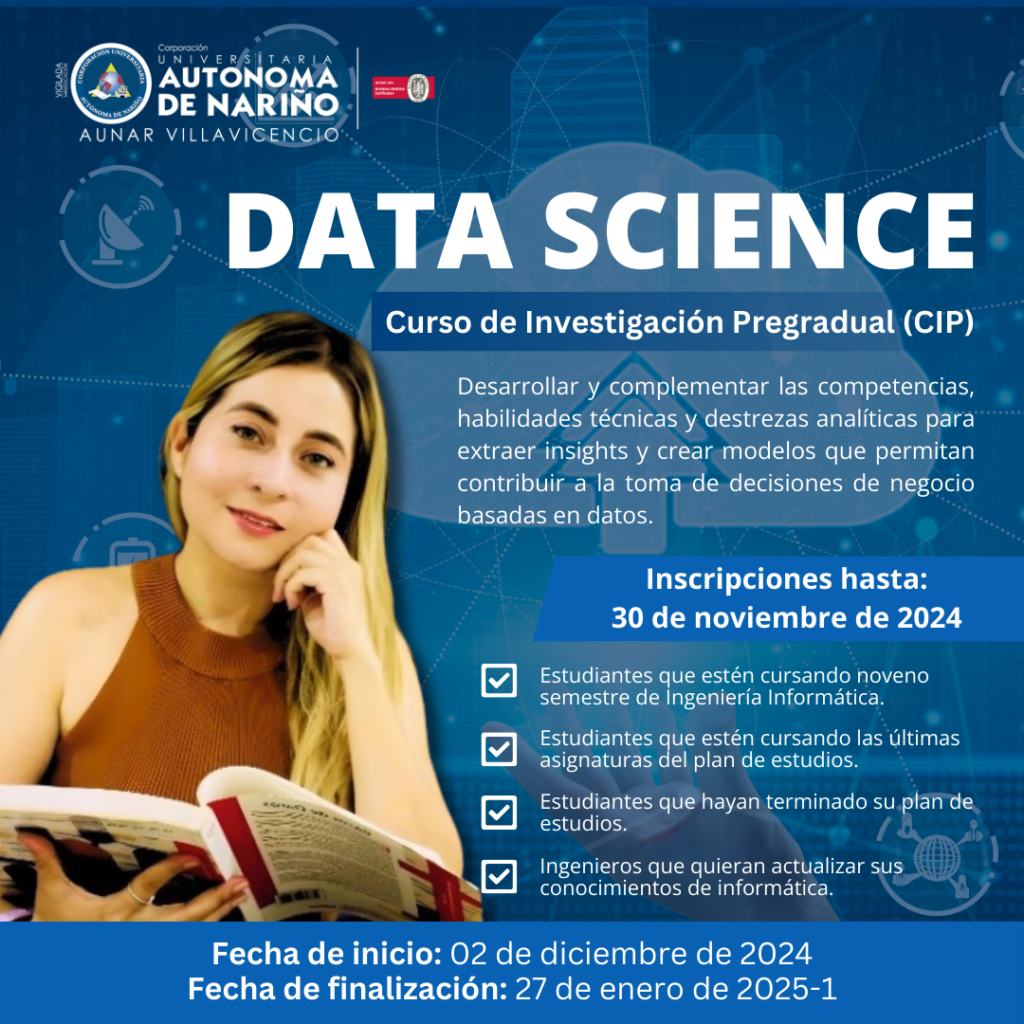 VIGILADA
Corporación
UNIVERSITARIA
AUTONOMA
DE NARIÑO
AUNAR VILLAVICENCIO
DATA SCIENCE
Curso de Investigación Pregradual (CIP)
Desarrollar y complementar las competencias,
habilidades técnicas y destrezas analíticas para
extraer insights y crear modelos que permitan
contribuir a la toma de decisiones de negocio
basadas en datos.
Inscripciones hasta:
30 de noviembre de 2024
Estudiantes que estén cursando noveno
semestre de Ingeniería Informática.
Estudiantes que estén cursando las últimas
asignaturas del plan de estudios.
Estudiantes que hayan terminado su plan de
estudios.
Ingenieros que quieran actualizar sus
conocimientos de informática.
Fecha de inicio: 02 de diciembre de 2024
Fecha de finalización: 27 de enero de 2025-1